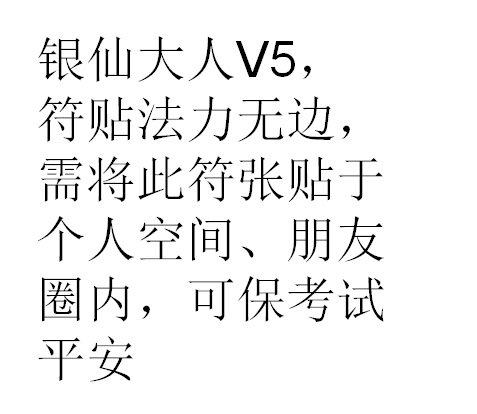 银仙大人V5，
符贴法力无边，
需将此符张贴于
个人空间、朋友
圈内，可保考试
平安